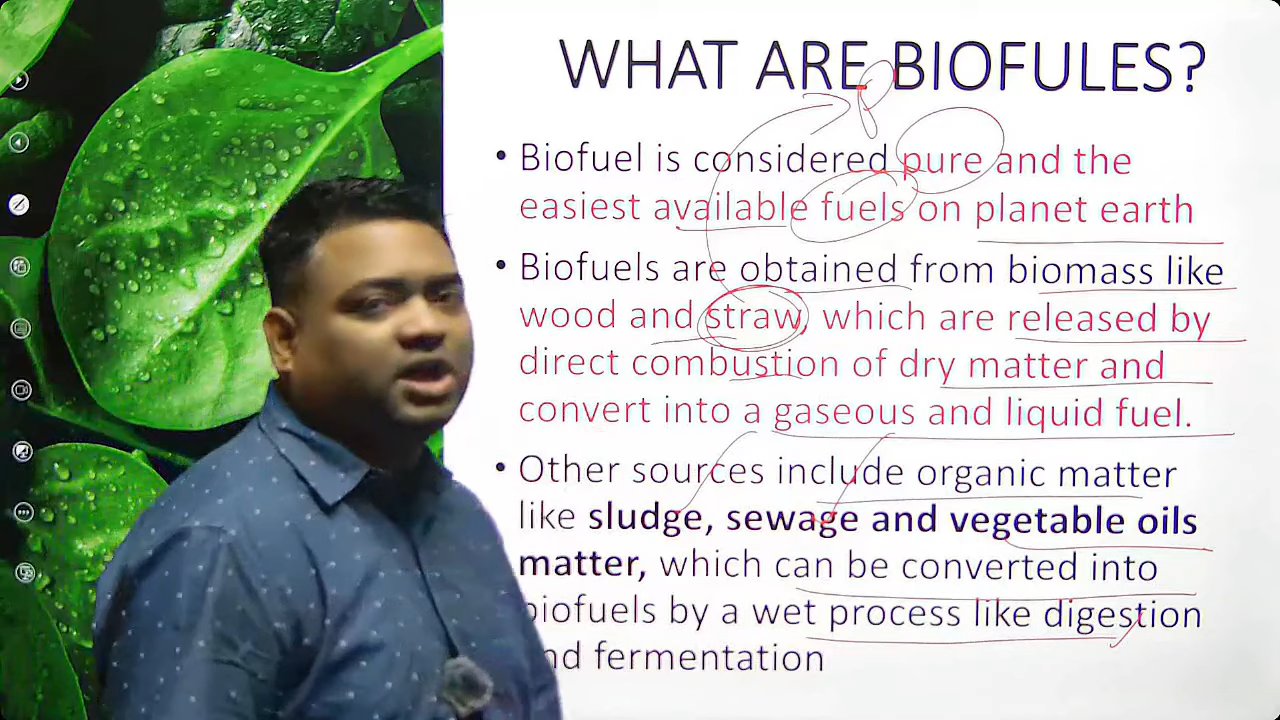 WHAT ARE BIOFULES?
• Biofuel is considered pure and the
easiest available fuels on planet earth
• Biofuels are obtained from biomass like
wood and straw, which are released by
direct combustion of dry matter and
convert into a gaseous and liquid fuel.
• Other sources include organic matter
like sludge, sewage and vegetable oils
matter, which can be converted into
biofuels by a wet process like digestion
and fermentation